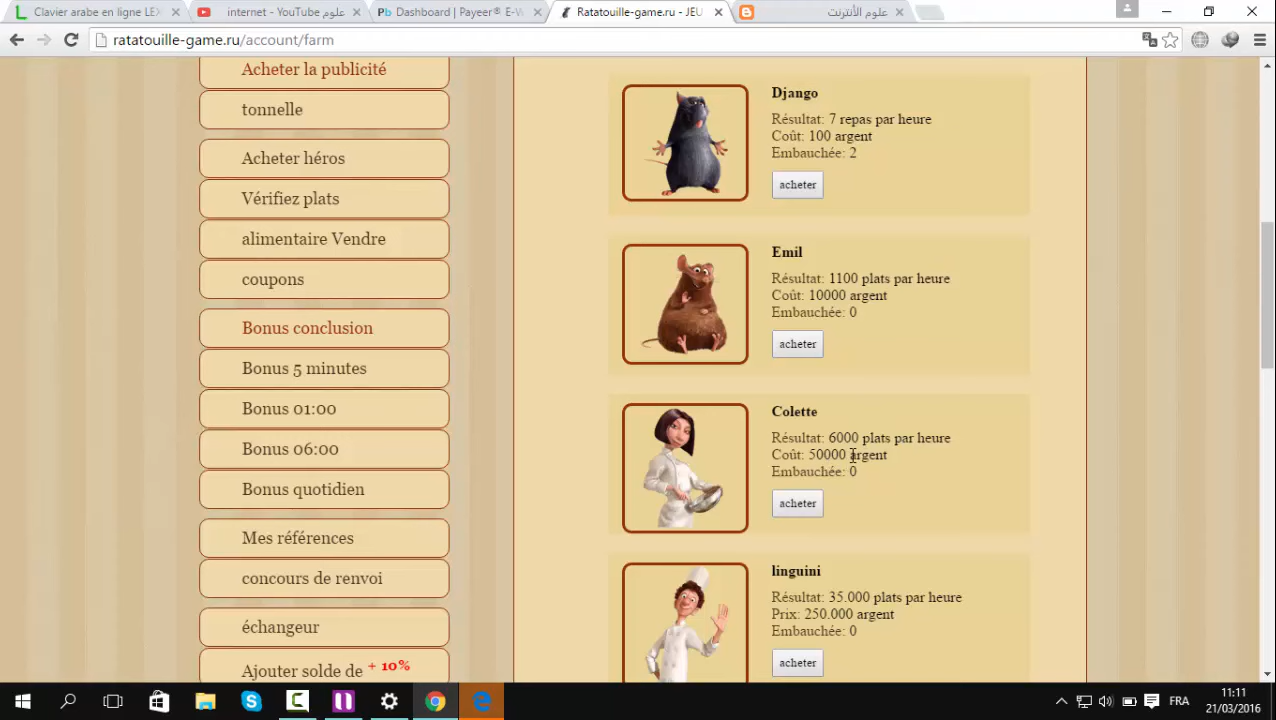 Clavier arabe en ligne LEX
علوم internet - YouTube
Dashboard | Payeer® E-W
Ratatouille-game.ru - JEU
علوم الأنترنت
ratatouille-game.ru/account/farm
Acheter la publicité
tonnelle
Acheter héros
Vérifiez plats
alimentaire Vendre
coupons
Bonus conclusion
Bonus 5 minutes
Bonus 01:00
Bonus 06:00
Bonus quotidien
Mes références
concours de renvoi
échangeur
Ajouter solde de + 10%
Django
Résultat: 7 repas par heure
Coût: 100 argent
Embauchée: 2
acheter
Emil
Résultat: 1100 plats par heure
Coût: 10000 argent
Embauchée: 0
acheter
Colette
Résultat: 6000 plats par heure
Coût: 50000 argent
Embauchée: 0
acheter
linguini
Résultat: 35.000 plats par heure
Prix: 250.000 argent
Embauchée: 0
acheter
FRA
11:11
21/03/2016